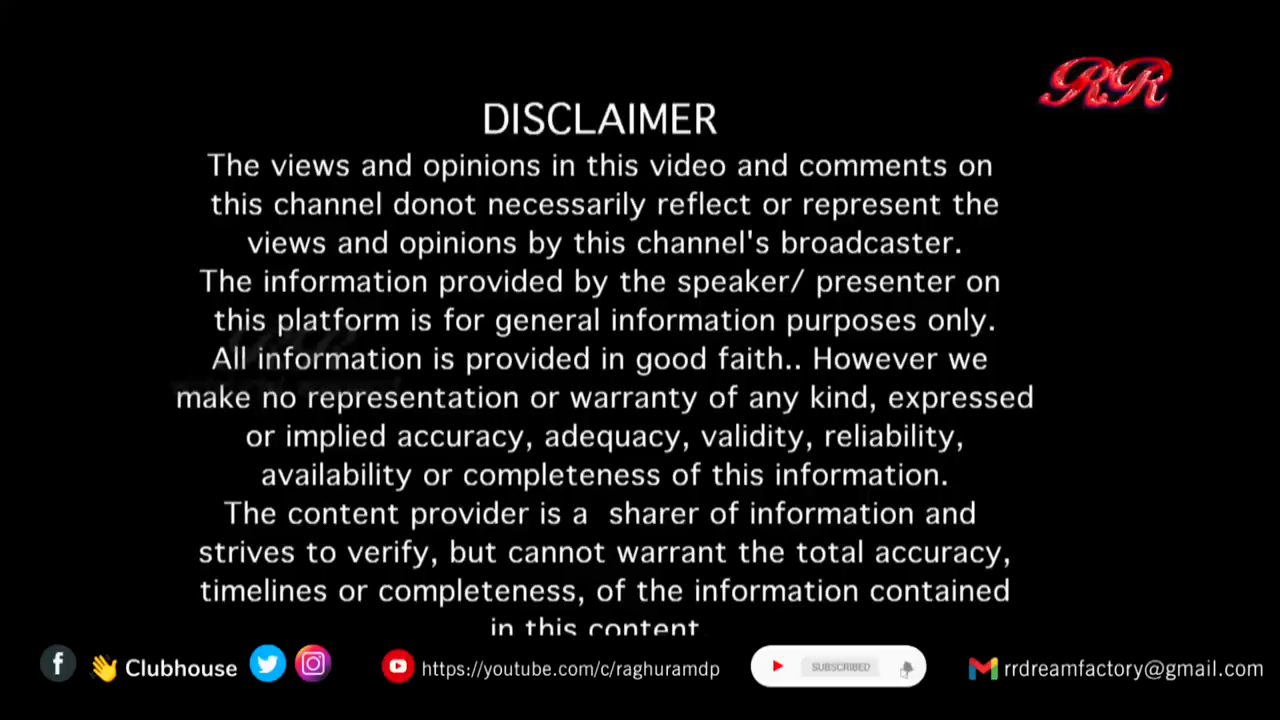 RR
DISCLAIMER
The views and opinions in this video and comments on
this channel donot necessarily reflect or represent the
views and opinions by this channel's broadcaster.
The information provided by the speaker/ presenter on
this platform is for general information purposes only.
All information is provided in good faith.. However we
make no representation or warranty of any kind, expressed
or implied accuracy, adequacy, validity, reliability,
availability or completeness of this information.
The content provider is a sharer of information and
strives to verify, but cannot warrant the total accuracy,
timelines or completeness, of the information contained
in this content
Clubhouse https://youtube.com/c/raghuramdp SUBSCRIBED rrdreamfactory@gmail.com